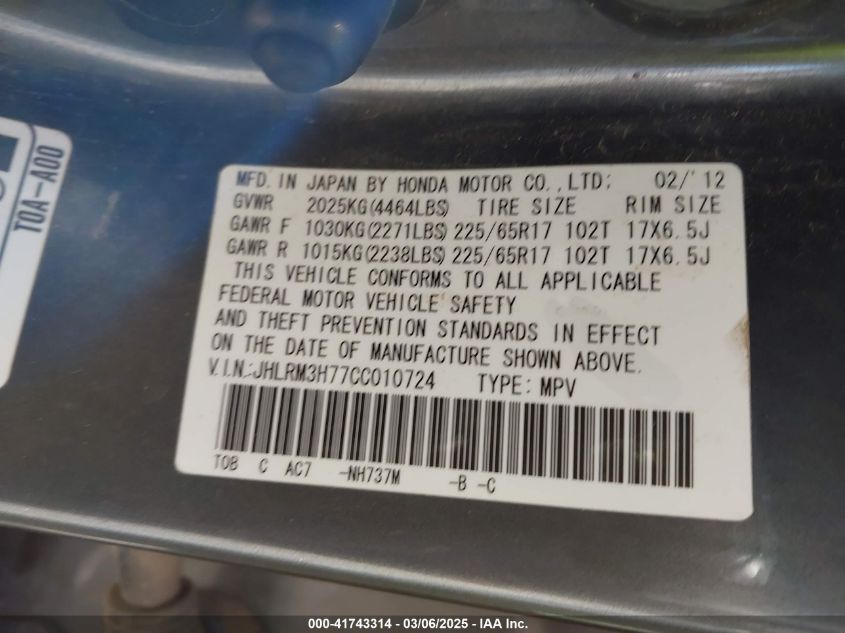 T0A-A00
MFD. IN JAPAN BY HONDA MOTOR CO.,LTD: 02/'12
GVWR 2025KG(4464LBS) TIRE SIZE RIM SIZE
GAWR F 1030KG(2271LBS) 225/65R17 102T 17X6.5J
GAWR R 1015KG(2238LBS) 225/65R17 102T 17X6.5J
THIS VEHICLE CONFORMS TO ALL APPLICABLE
FEDERAL MOTOR VEHICLE SAFETY
AND THEFT PREVENTION STANDARDS IN EFFECT
ON THE DATE OF MANUFACTURE SHOWN ABOVE.
V.I.N.:JHLRM3H77CC010724 TYPE: MPV
T0B C AC7 -NH737M -B -C
000-41743314 - 03/06/2025 - IAA Inc.